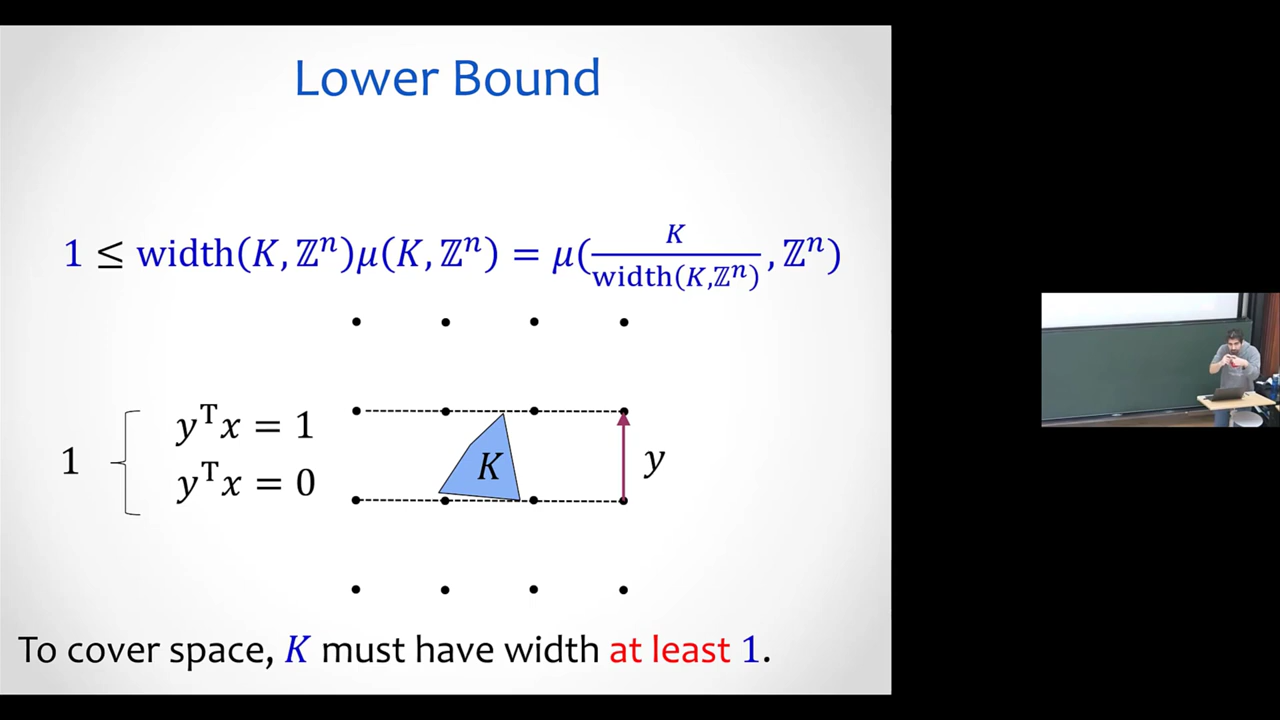 Lower Bound
1 ≤ width(K, ℤⁿ)μ(K, ℤⁿ) = μ(K/width(K,ℤⁿ), ℤⁿ)
1
yᵀx = 1
yᵀx = 0
K
y
To cover space, K must have width at least 1.